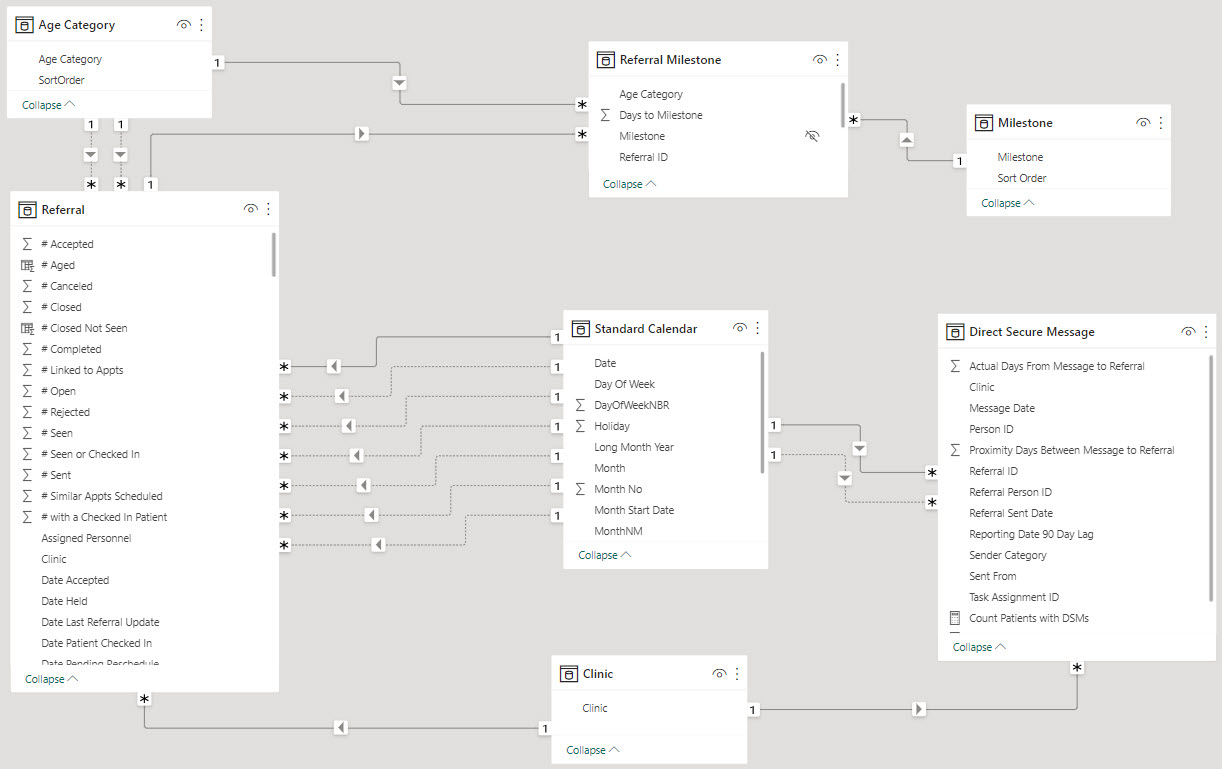 Age Category
Age Category
SortOrder
Collapse
1
1
1
*
*
1
Referral Milestone
Age Category
Days to Milestone
Milestone
Referral ID
Collapse
*
*
*
1
Milestone
Milestone
Sort Order
Collapse
Referral
# Accepted
# Aged
# Canceled
# Closed
# Closed Not Seen
# Completed
# Linked to Appts
# Open
# Rejected
# Seen
# Seen or Checked In
# Sent
# Similar Appts Scheduled
# with a Checked In Patient
Assigned Personnel
Clinic
Date Accepted
Date Held
Date Last Referral Update
Date Patient Checked In
Date Pending Reschedule
Collapse
*
*
*
*
*
*
*
*
1
1
1
1
1
1
1
Standard Calendar
Date
Day Of Week
DayOfWeekNBR
Holiday
Long Month Year
Month
Month No
Month Start Date
MonthNM
Collapse
1
1
*
*
Direct Secure Message
Actual Days From Message to Referral
Clinic
Message Date
Person ID
Proximity Days Between Message to Referral
Referral ID
Referral Person ID
Referral Sent Date
Reporting Date 90 Day Lag
Sender Category
Sent From
Task Assignment ID
Count Patients with DSMs
Collapse
*
1
Clinic
Clinic
Collapse
1